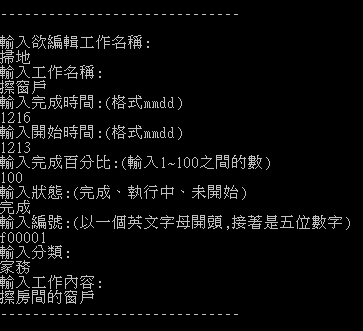 ------------------------------
輸入欲編輯工作名稱:
掃地
輸入工作名稱:
擦窗戶
輸入完成時間:(格式mmdd)
1216
輸入開始時間:(格式mmdd)
1213
輸入完成百分比:(輸入1~100之間的數)
100
輸入狀態:(完成、執行中、未開始)
完成
輸入編號:(以一個英文字母開頭,接著是五位數字)
f00001
輸入分類:
家務
輸入工作內容:
擦房間的窗戶
------------------------------